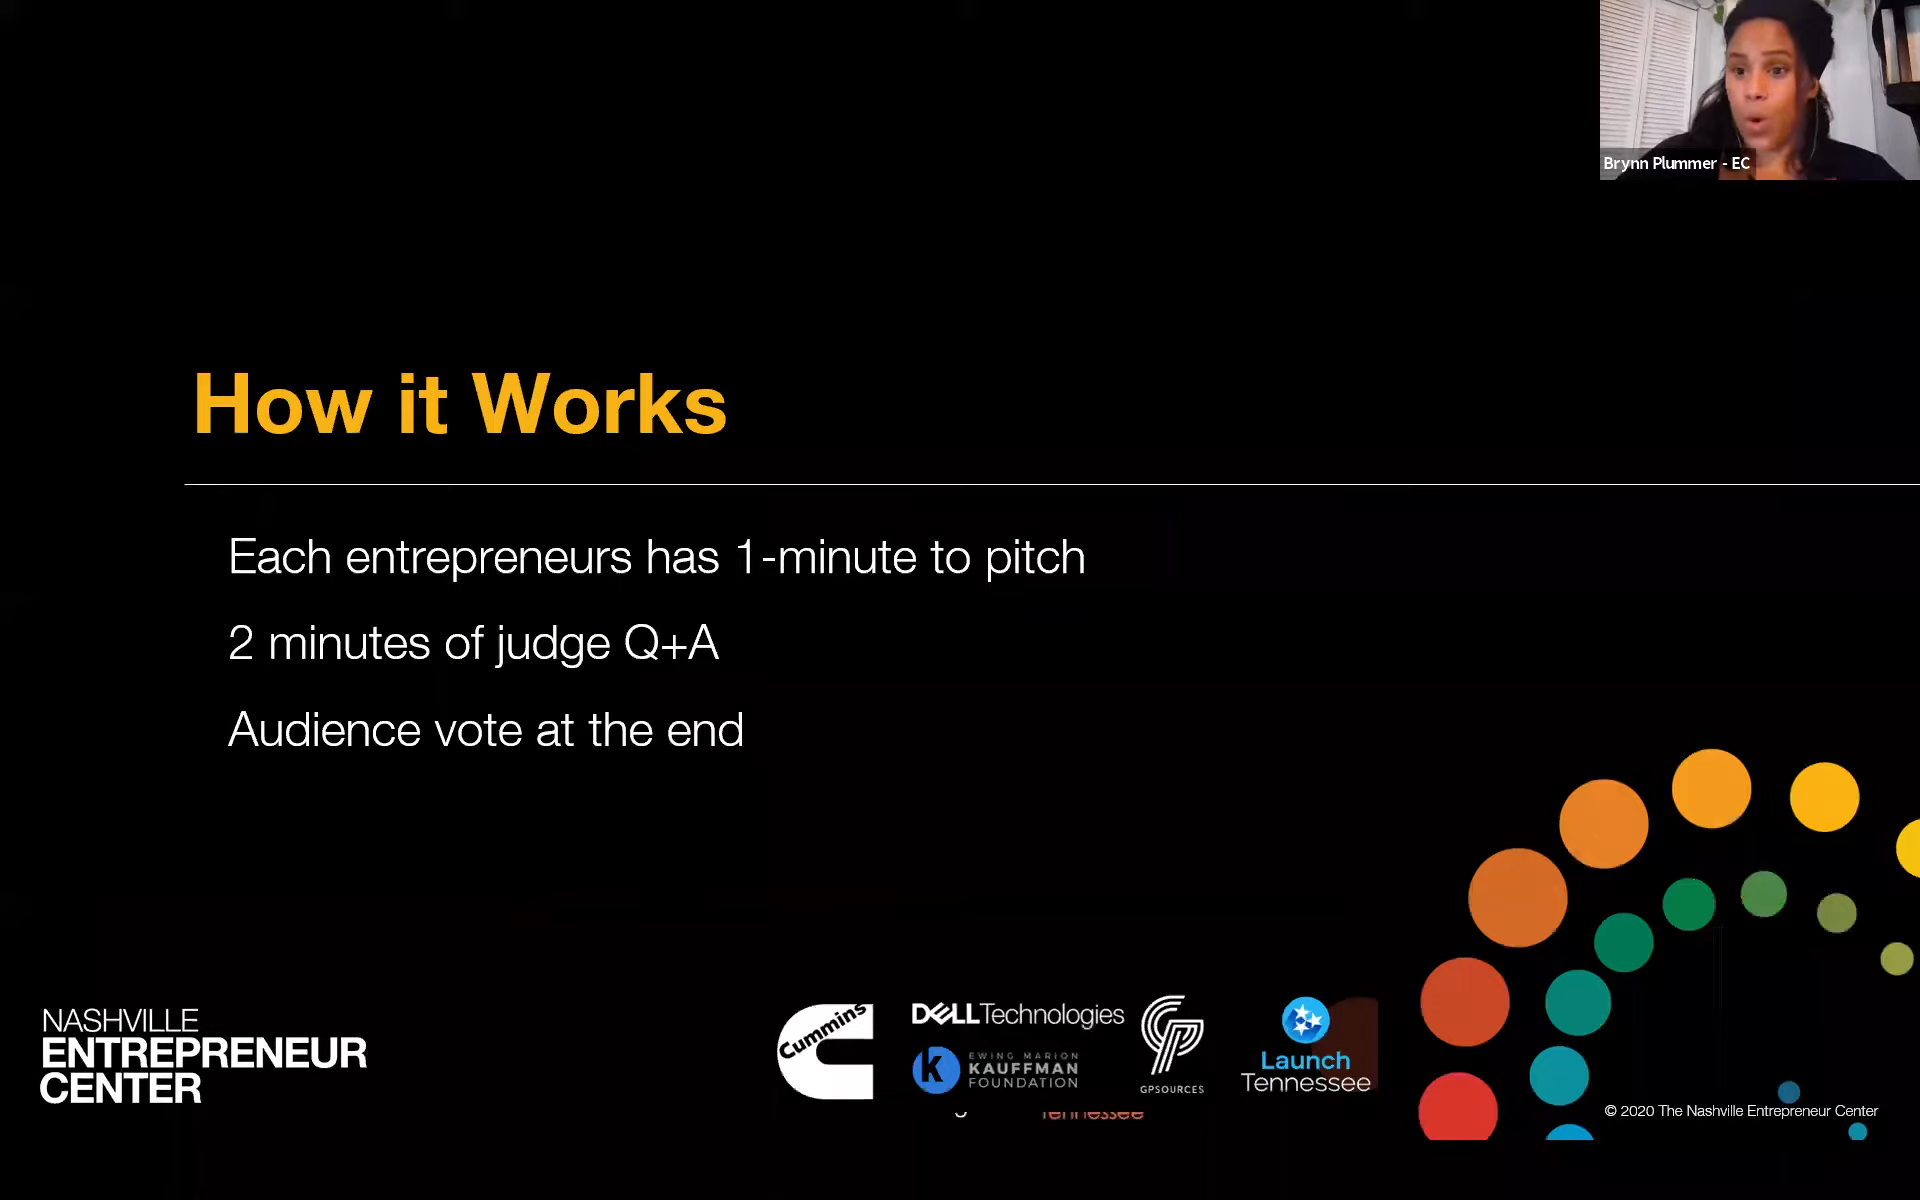 Brynn Plummer - EC
How it Works
Each entrepreneurs has 1-minute to pitch
2 minutes of judge Q+A
Audience vote at the end
NASHVILLE
ENTREPRENEUR
CENTER
Cummins
DELLTechnologies
K
EWING MARION
KAUFFMAN
FOUNDATION
GPSOURCES
Launch
Tennessee
Tennessee
© 2020 The Nashville Entrepreneur Center